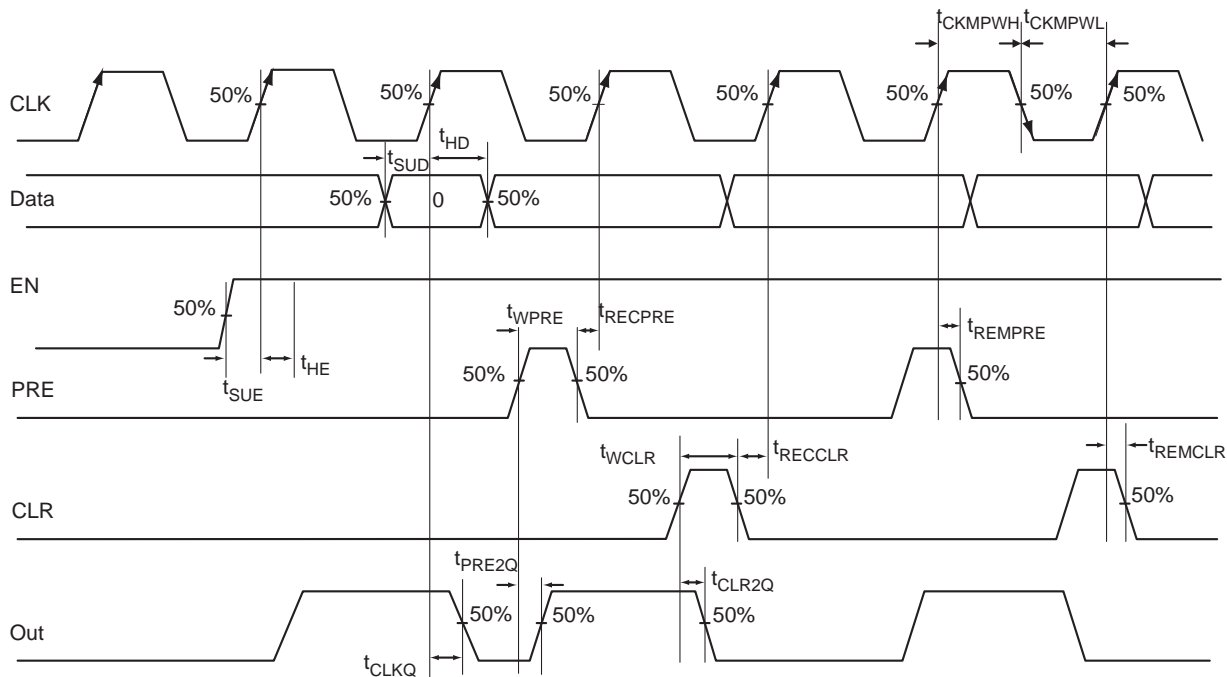 tCKMPWH tCKMPWL
CLK 50% 50% 50% 50% 50% 50% 50%
tSUD tHD
Data 50% 0 50%
EN
50%
tWPRE tRECPRE tREMPRE
tSUE tHE
PRE 50% 50% 50%
tWCLR tRECCLR tREMCLR
CLR 50% 50% 50%
tPRE2Q tCLR2Q
Out 50% 50% 50%
tCLKQ